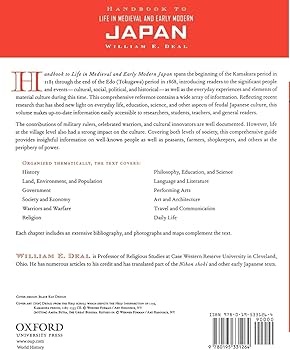 HANDBOOK TO
LIFE IN MEDIEVAL AND EARLY MODERN
JAPAN
WILLIAM E. DEAL
Handbook to Life in Medieval and Early Modern Japan spans the beginning of the Kamakura period in
1185 through the end of the Edo (Tokugawa) period in 1868, introducing readers to the significant people
and events—cultural, social, political, and historical—as well as the everyday experiences and elements of
material culture during this time. This comprehensive volume contains a wide array of information. Reflecting recent
research that has shed new light on everyday life, education, science, and other aspects of feudal Japanese culture, this
volume makes up-to-date information easily accessible to researchers, students, teachers, and general readers.
The contributions of military rulers, celebrated warriors, and cultural innovators are well documented. However, life
at the village level also had a strong impact on the culture. Covering both levels of society, this comprehensive guide
provides insightful information on well-known people as well as peasants, farmers, shopkeepers, and others at the
periphery of power.
ORGANIZED THEMATICALLY, THE TEXT COVERS:
History
Land, Environment, and Population
Government
Society and Economy
Warriors and Warfare
Religion
Philosophy, Education, and Science
Language and Literature
Performing Arts
Art and Architecture
Travel and Communication
Daily Life
Each chapter includes an extensive bibliography, and photographs and maps complement the text.
WILLIAM E. DEAL is Professor of Religious Studies at Case Western Reserve University in Cleveland,
Ohio. He has numerous articles to his credit and has translated part of the Nihon shoki and other early Japanese texts.
OXFORD
UNIVERSITY PRESS
www.oup.com
World History
ISBN 978-0-19-533126-4
90000
9 780195 331264